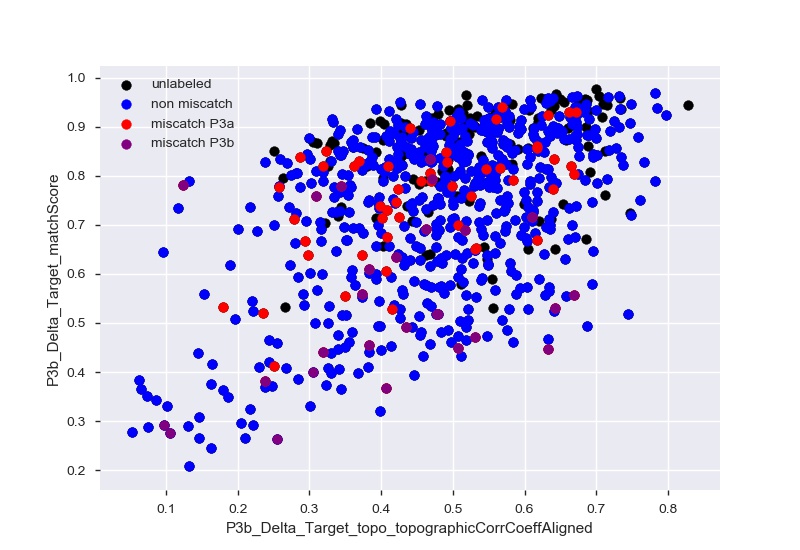 1.0
0.9
0.8
0.7
0.6
0.5
0.4
0.3
0.2
P3b_Delta_Target_matchScore
unlabeled
non miscatch
miscatch P3a
miscatch P3b
0.1 0.2 0.3 0.4 0.5 0.6 0.7 0.8
P3b_Delta_Target_topo_topographicCorrCoeffAligned